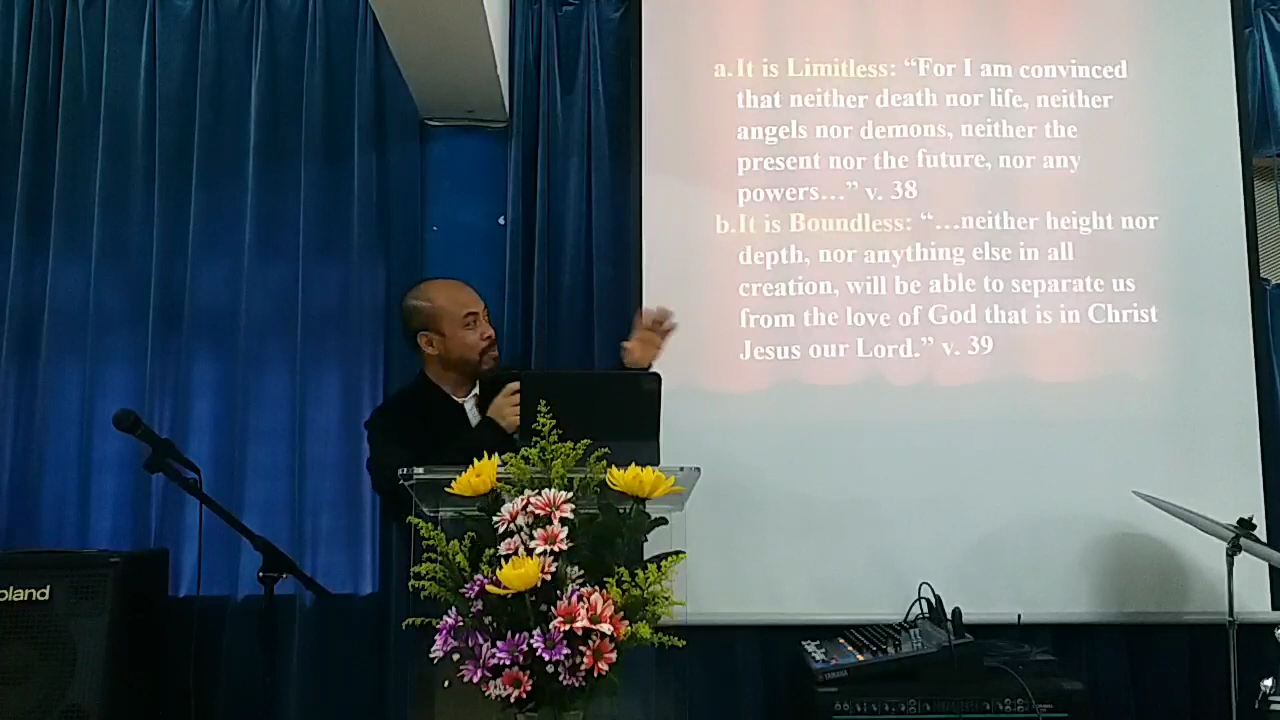 a. It is Limitless: “For I am convinced
that neither death nor life, neither
angels nor demons, neither the
present nor the future, nor any
powers…” v. 38
b. It is Boundless: “…neither height nor
depth, nor anything else in all
creation, will be able to separate us
from the love of God that is in Christ
Jesus our Lord.” v. 39
oland
YAMAHA